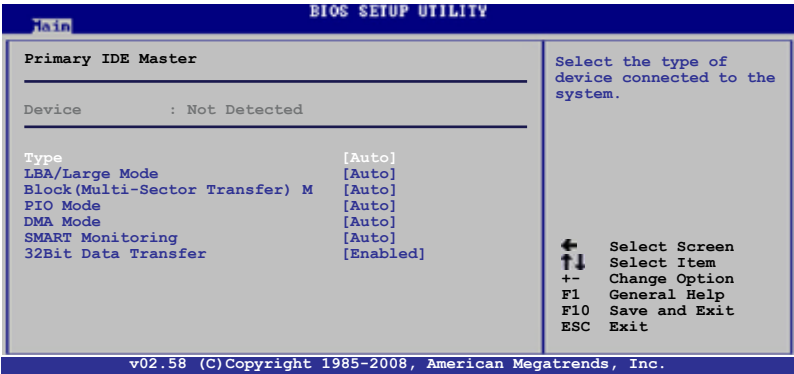 BIOS SETUP UTILITY
Main
Primary IDE Master
Device : Not Detected
Type [Auto]
LBA/Large Mode [Auto]
Block(Multi-Sector Transfer) M [Auto]
PIO Mode [Auto]
DMA Mode [Auto]
SMART Monitoring [Auto]
32Bit Data Transfer [Enabled]
Select the type of
device connected to the
system.
← Select Screen
↑↓ Select Item
+- Change Option
F1 General Help
F10 Save and Exit
ESC Exit
v02.58 (C)Copyright 1985-2008, American Megatrends, Inc.